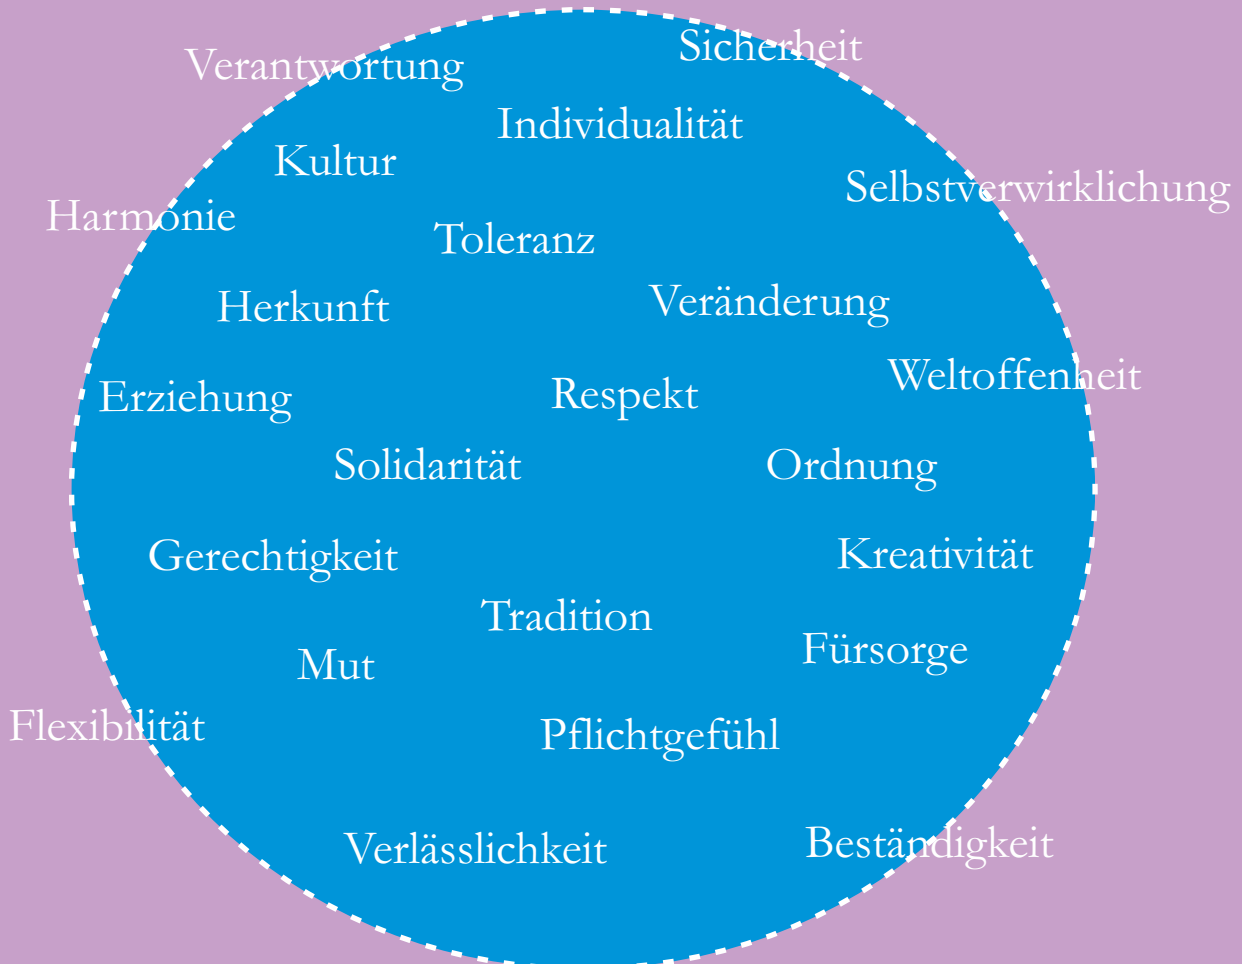 Sicherheit
Verantwortung
Individualität
Kultur
Selbstverwirklichung
Harmonie
Toleranz
Veränderung
Herkunft
Weltoffenheit
Respekt
Erziehung
Solidarität
Ordnung
Kreativität
Gerechtigkeit
Tradition
Fürsorge
Mut
Flexibilität
Pflichtgefühl
Beständigkeit
Verlässlichkeit